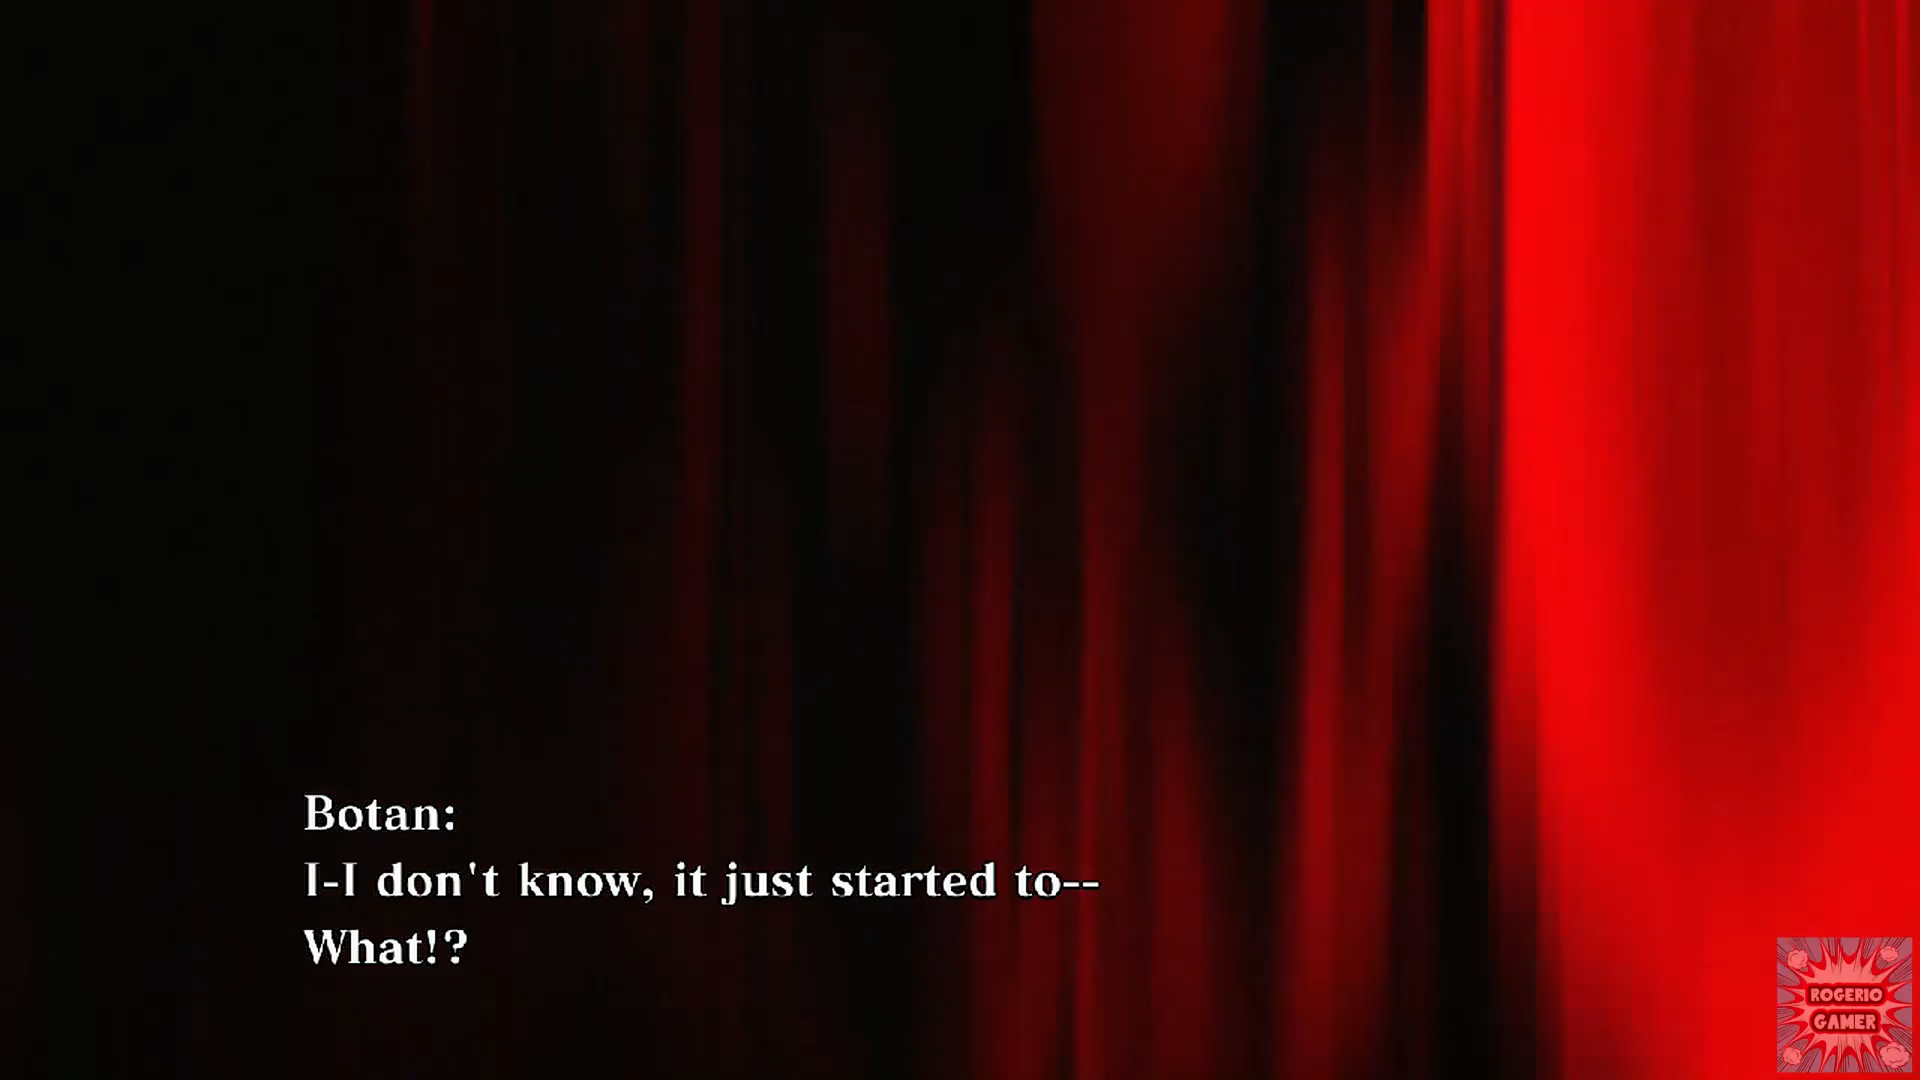 Botan:
I-I don't know, it just started to--
What!?
ROGERIO
GAMER